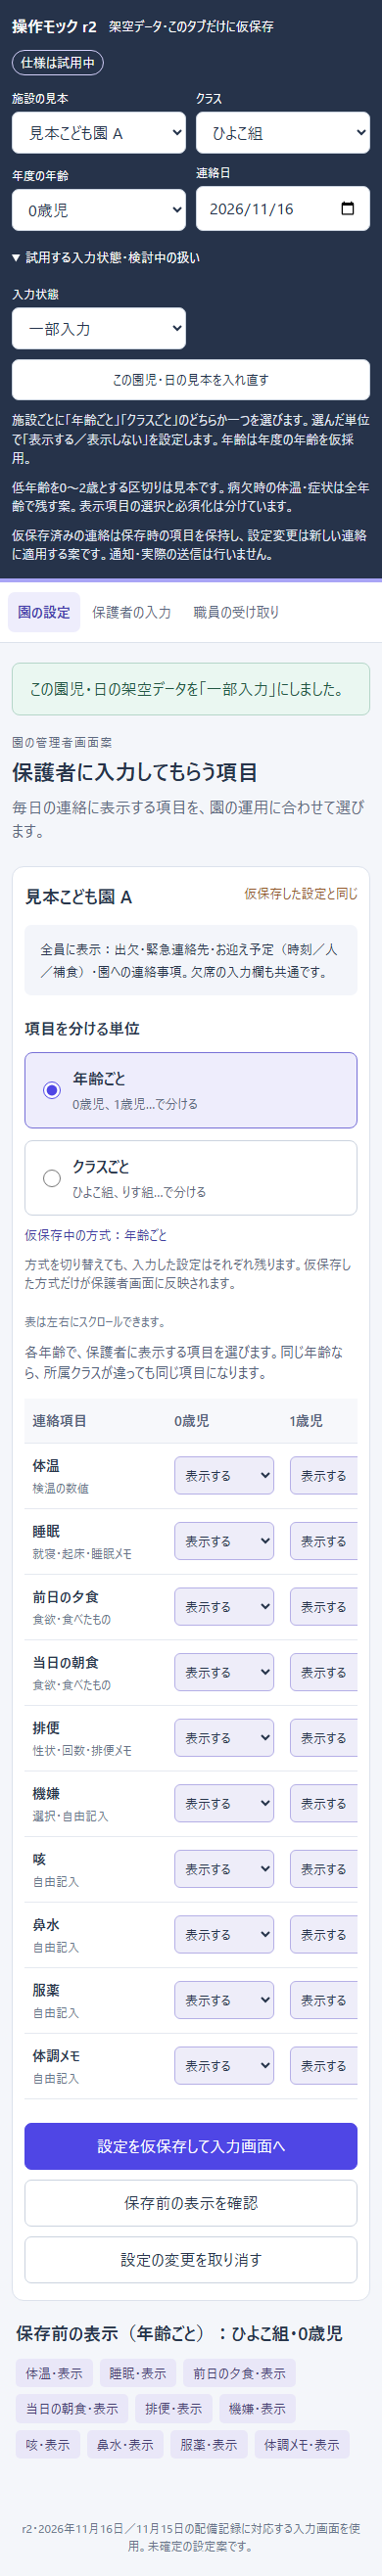 操作モック r2 架空データ・このタブだけに仮保存
仕様は試用中
施設の見本 クラス
見本こども園 A ひよこ組
年度の年齢 連絡日
0歳児 2026/11/16
▼ 試用する入力状態・検討中の扱い
入力状態
一部入力
この園児・日の見本を入れ直す
施設ごとに「年齢ごと」「クラスごと」のどちらか一つを選びます。選んだ単位
で「表示する／表示しない」を設定します。年齢は年度の年齢を仮採
用。
低年齢を0〜2歳とする区切りは見本です。病欠時の体温・症状は全年
齢で残す案。表示項目の選択と必須化は分けています。
仮保存済みの連絡は保存時の項目を保持し、設定変更は新しい連絡
に適用する案です。通知・実際の送信は行いません。
園の設定 保護者の入力 職員の受け取り
この園児・日の架空データを「一部入力」にしました。
園の管理者画面案
保護者に入力してもらう項目
毎日の連絡に表示する項目を、園の運用に合わせて選び
ます。
見本こども園 A 仮保存した設定と同じ
全員に表示：出欠・緊急連絡先・お迎え予定（時刻／人
／補食）・園への連絡事項。欠席の入力欄も共通です。
項目を分ける単位
年齢ごと
0歳児、1歳児…で分ける
クラスごと
ひよこ組、りす組…で分ける
仮保存中の方式：年齢ごと
方式を切り替えても、入力した設定はそれぞれ残ります。仮保存し
た方式だけが保護者画面に反映されます。
表は左右にスクロールできます。
各年齢で、保護者に表示する項目を選びます。同じ年齢な
ら、所属クラスが違っても同じ項目になります。
連絡項目 0歳児 1歳児
体温 表示する 表示する
検温の数値
睡眠 表示する 表示する
就寝・起床・睡眠メモ
前日の夕食 表示する 表示する
食欲・食べたもの
当日の朝食 表示する 表示する
食欲・食べたもの
排便 表示する 表示する
性状・回数・排便メモ
機嫌 表示する 表示する
選択・自由記入
咳 表示する 表示する
自由記入
鼻水 表示する 表示する
自由記入
服薬 表示する 表示する
自由記入
体調メモ 表示する 表示する
自由記入
設定を仮保存して入力画面へ
保存前の表示を確認
設定の変更を取り消す
保存前の表示（年齢ごと）：ひよこ組・0歳児
体温・表示 睡眠・表示 前日の夕食・表示
当日の朝食・表示 排便・表示 機嫌・表示
咳・表示 鼻水・表示 服薬・表示 体調メモ・表示
r2・2026年11月16日／11月15日の配備記録に対応する入力画面を使
用。未確定の設定案です。